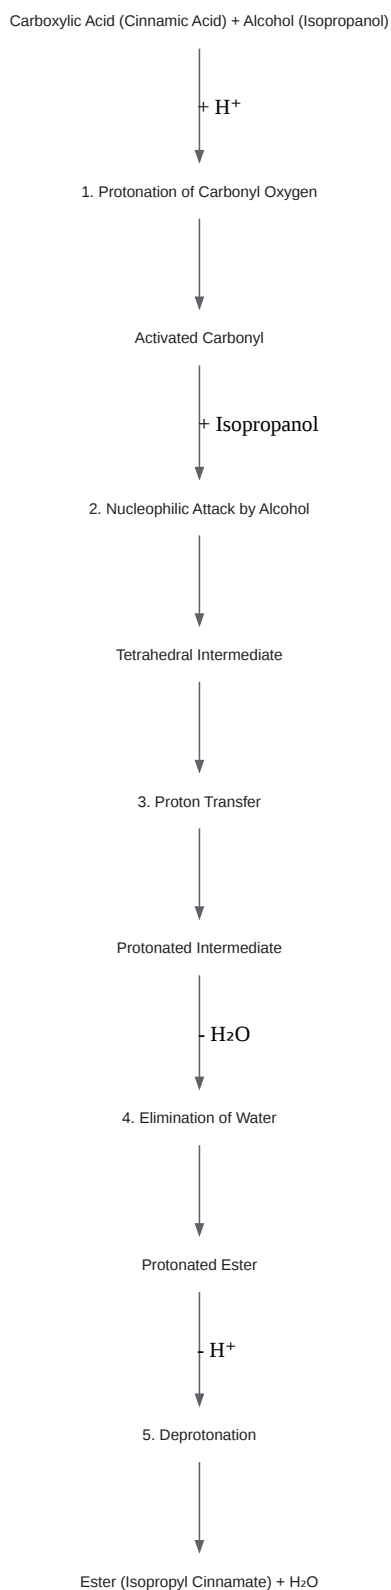 Carboxylic Acid (Cinnamic Acid) + Alcohol (Isopropanol)
+ H⁺
1. Protonation of Carbonyl Oxygen
Activated Carbonyl
+ Isopropanol
2. Nucleophilic Attack by Alcohol
Tetrahedral Intermediate
3. Proton Transfer
Protonated Intermediate
- H₂O
4. Elimination of Water
Protonated Ester
- H⁺
5. Deprotonation
Ester (Isopropyl Cinnamate) + H₂O